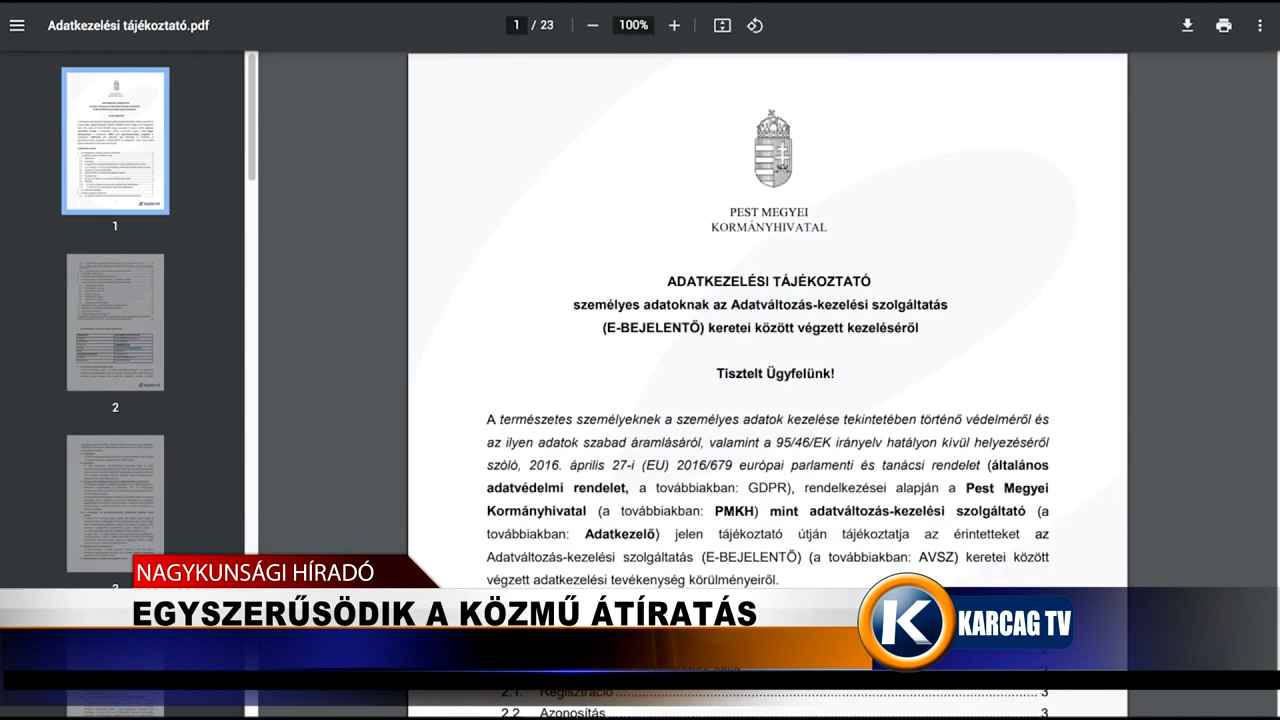 Adatkezelési tájékoztató.pdf
1 / 23
100%
1
2
PEST MEGYEI
KORMÁNYHIVATAL
ADATKEZELÉSI TÁJÉKOZTATÓ
személyes adatoknak az Adatváltozás-kezelési szolgáltatás
(E-BEJELENTŐ) keretei között végzett kezeléséről
Tisztelt Ügyfelünk!
A természetes személyeknek a személyes adatok kezelése tekintetében történő védelméről és
az ilyen adatok szabad áramlásáról, valamint a 95/46/EK irányelv hatályon kívül helyezéséről
szóló, 2016. április 27-i (EU) 2016/679 európai parlamenti és tanácsi rendelet (általános
adatvédelmi rendelet, a továbbiakban: GDPR), rendelkezései alapján a Pest Megyei
Kormányhivatal (a továbbiakban: PMKH) mint adatváltozás-kezelési szolgáltató (a
továbbiakban: Adatkezelő) jelen tájékoztató útján tájékoztatja az érintetteket az
Adatváltozás-kezelési szolgáltatás (E-BEJELENTŐ) (a továbbiakban: AVSZ) keretei között
végzett adatkezelési tevékenység körülményeiről.
NAGYKUNSÁGI HÍRADÓ
EGYSZERŰSÖDIK A KÖZMŰ ÁTÍRATÁS
K KARCAG TV
2.1. Regisztráció 3
2.2. Azonosítás 3